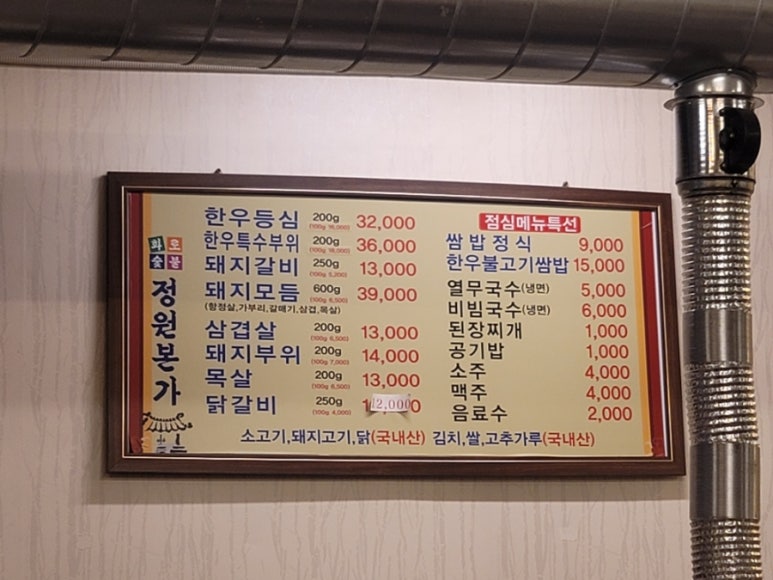 화로
숯불
정원본가
한우등심 200g 32,000
한우특수부위 200g 36,000
돼지갈비 250g 13,000
(100g 5,200)
돼지모듬 600g 39,000
(100g 6,500)
(항정살,가부리,갈매기,삼겹,목살)
삼겹살 200g 13,000
(100g 6,500)
돼지부위 200g 14,000
(100g 7,000)
목살 200g 13,000
(100g 6,500)
닭갈비 250g 12,000
(100g 4,000)
점심메뉴특선
쌈밥정식 9,000
한우불고기쌈밥 15,000
열무국수(냉면) 5,000
비빔국수(냉면) 6,000
된장찌개 1,000
공기밥 1,000
소주 4,000
맥주 4,000
음료수 2,000
소고기,돼지고기,닭(국내산) 김치,쌀,고추가루(국내산)